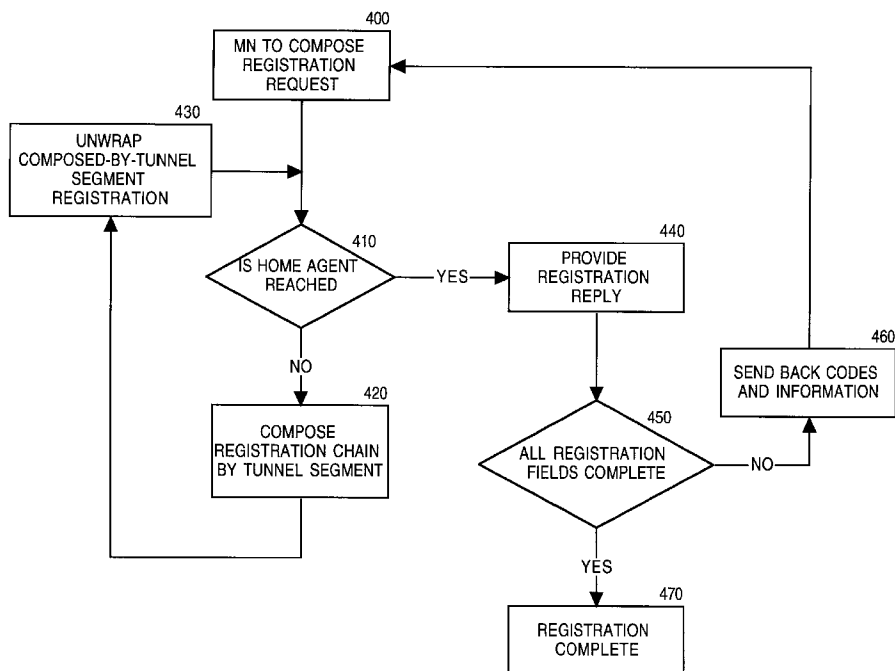 400
MN TO COMPOSE
REGISTRATION
REQUEST
430
UNWRAP
COMPOSED-BY-TUNNEL
SEGMENT
REGISTRATION
410
IS HOME AGENT
REACHED
YES
440
PROVIDE
REGISTRATION
REPLY
NO
420
COMPOSE
REGISTRATION CHAIN
BY TUNNEL SEGMENT
450
ALL REGISTRATION
FIELDS COMPLETE
NO
460
SEND BACK CODES
AND INFORMATION
YES
470
REGISTRATION
COMPLETE